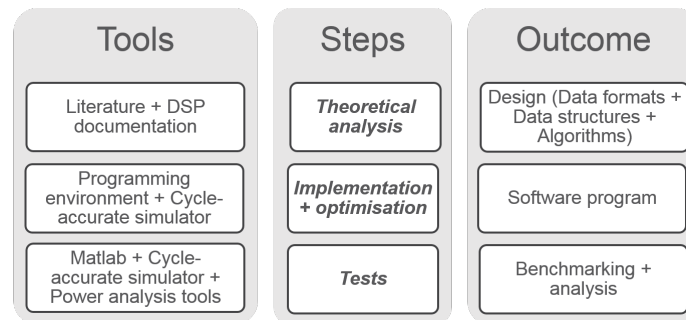 Tools
Literature + DSP
documentation
Programming
environment + Cycle-
accurate simulator
Matlab + Cycle-
accurate simulator +
Power analysis tools
Steps
Theoretical
analysis
Implementation
+ optimisation
Tests
Outcome
Design (Data formats +
Data structures +
Algorithms)
Software program
Benchmarking +
analysis